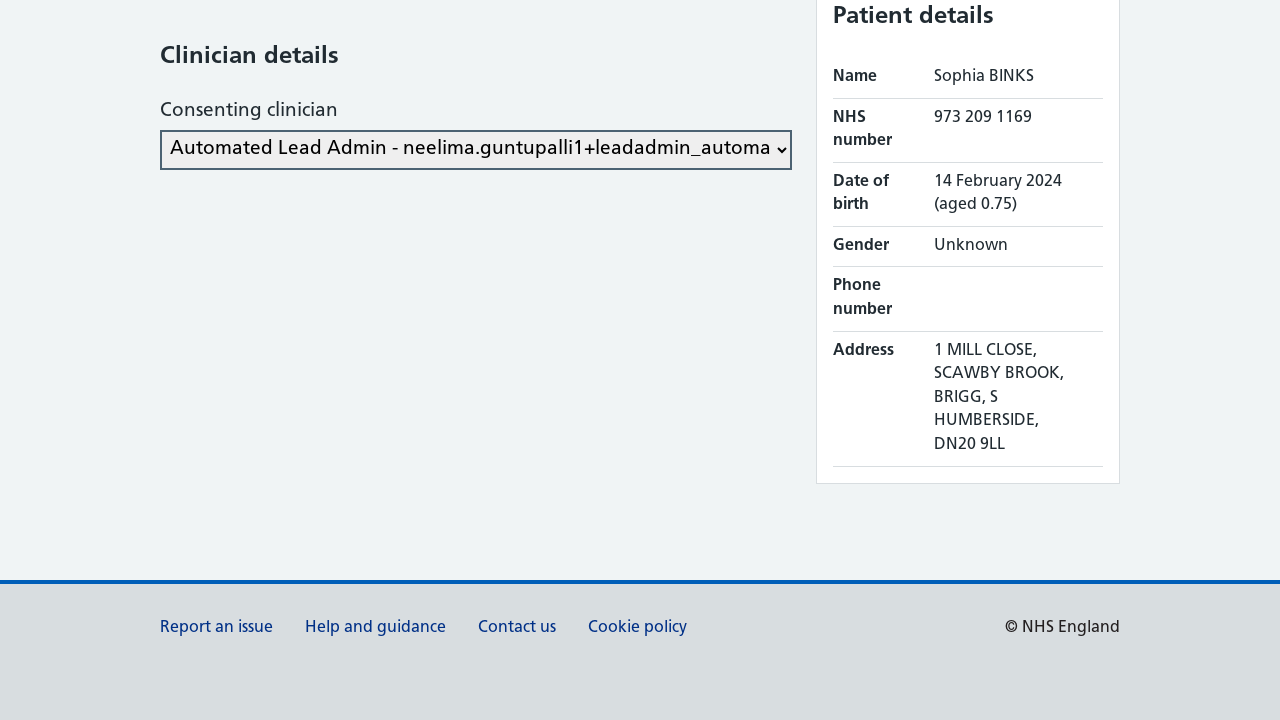 Clinician details
Consenting clinician
Automated Lead Admin - neelima.guntupalli1+leadadmin_automa
Patient details
Name Sophia BINKS
NHS number 973 209 1169
Date of birth 14 February 2024 (aged 0.75)
Gender Unknown
Phone number
Address 1 MILL CLOSE,
SCAWBY BROOK,
BRIGG, S
HUMBERSIDE,
DN20 9LL
Report an issue Help and guidance Contact us Cookie policy © NHS England